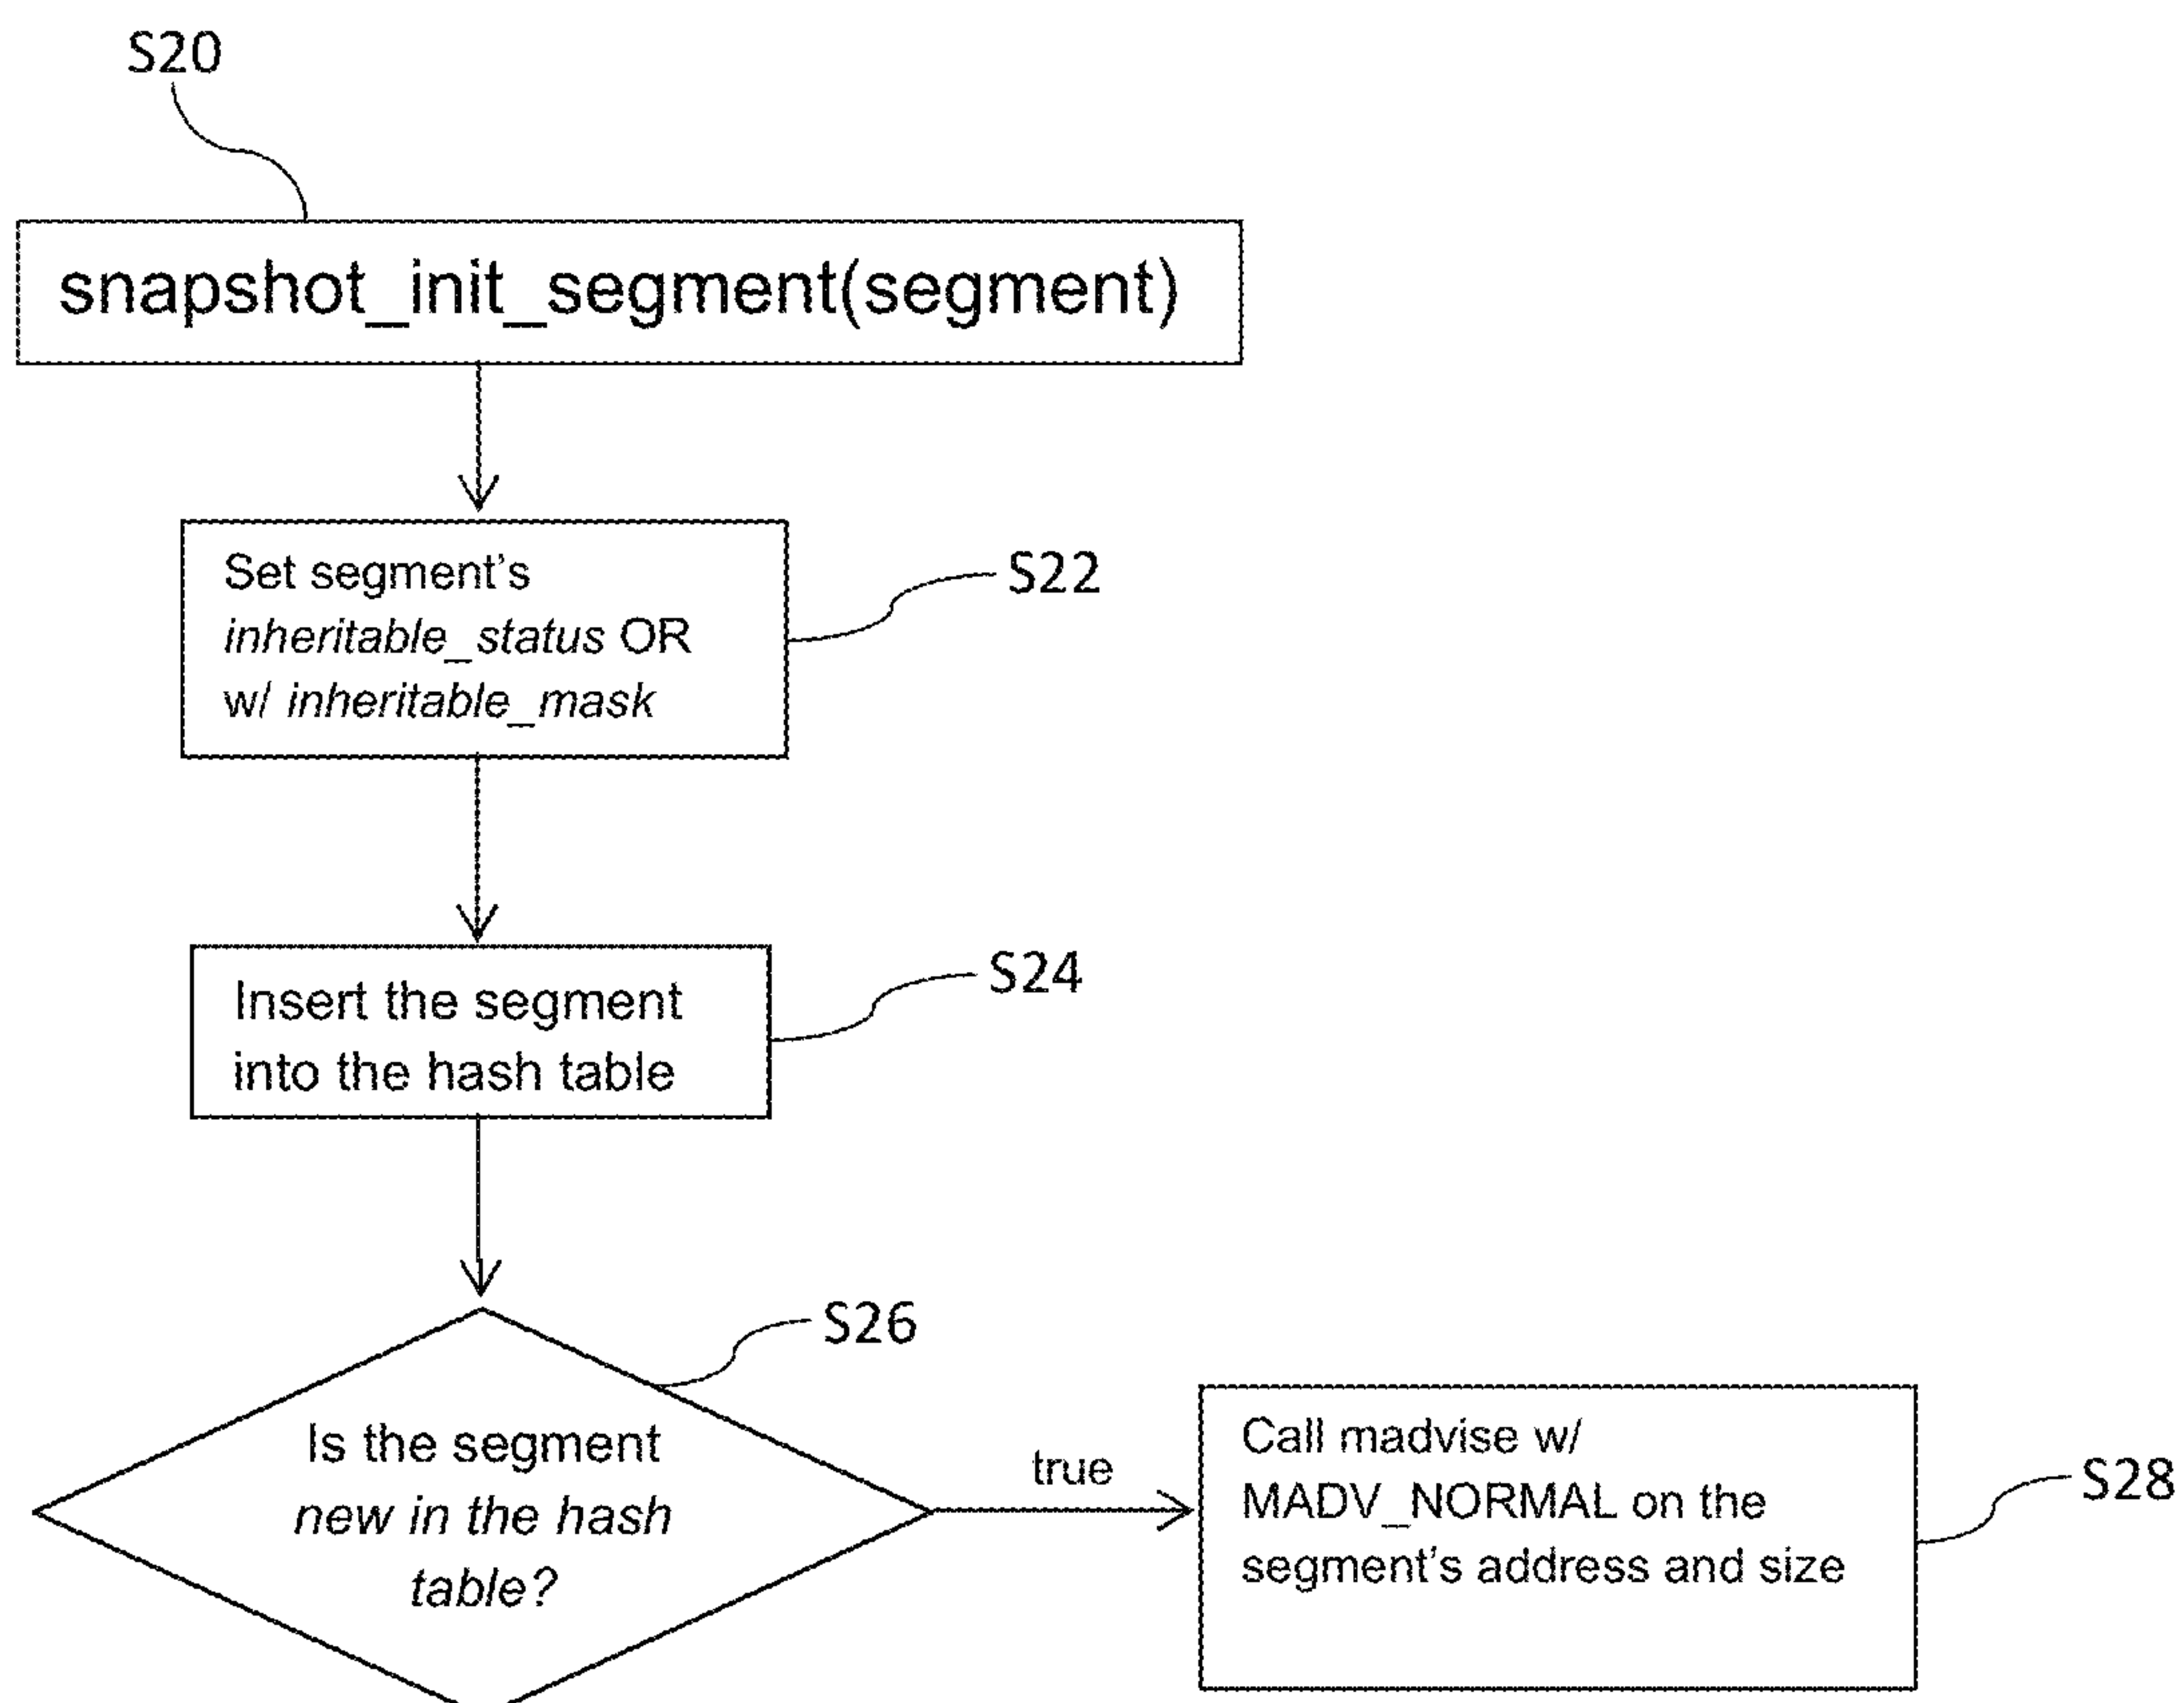 S20
snapshot_init_segment(segment)
Set segment's
inheritable_status OR
w/ inheritable_mask
S22
Insert the segment
into the hash table
S24
S26
Is the segment
new in the hash
table?
true
Call madvise w/
MADV_NORMAL on the
segment's address and size
S28